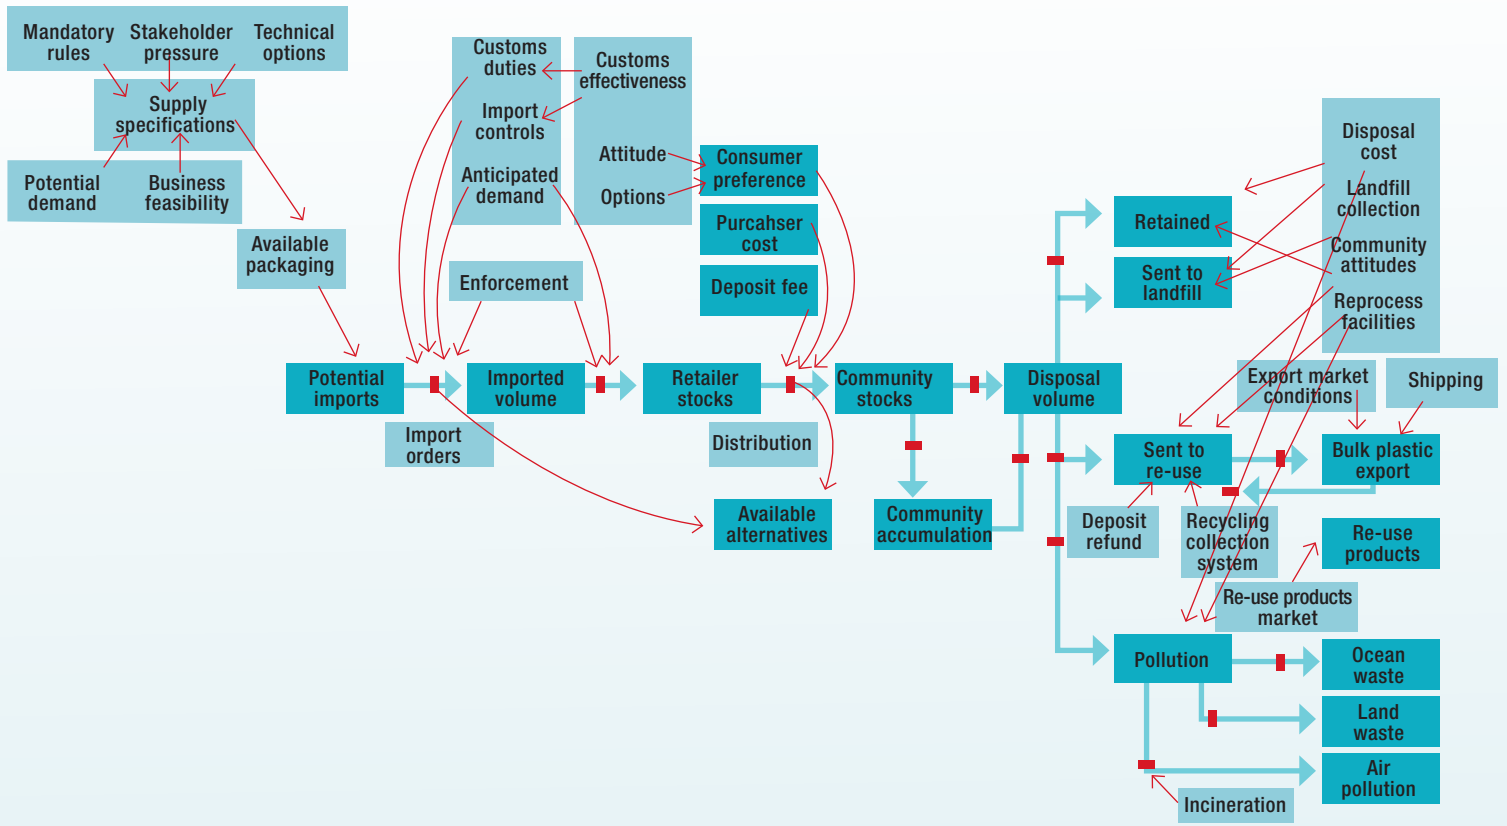 Mandatory
rules
Stakeholder
pressure
Technical
options
Supply
specifications
Potential
demand
Business
feasibility
Available
packaging
Customs
duties
Import
controls
Anticipated
demand
Customs
effectiveness
Attitude
Options
Consumer
preference
Purcahser
cost
Deposit fee
Enforcement
Potential
imports
Imported
volume
Retailer
stocks
Community
stocks
Disposal
volume
Import
orders
Distribution
Available
alternatives
Community
accumulation
Retained
Sent to
landfill
Disposal
cost
Landfill
collection
Community
attitudes
Reprocess
facilities
Export market
conditions
Shipping
Sent to
re-use
Bulk plastic
export
Deposit
refund
Recycling
collection
system
Re-use
products
Re-use products
market
Pollution
Ocean
waste
Land
waste
Air
pollution
Incineration